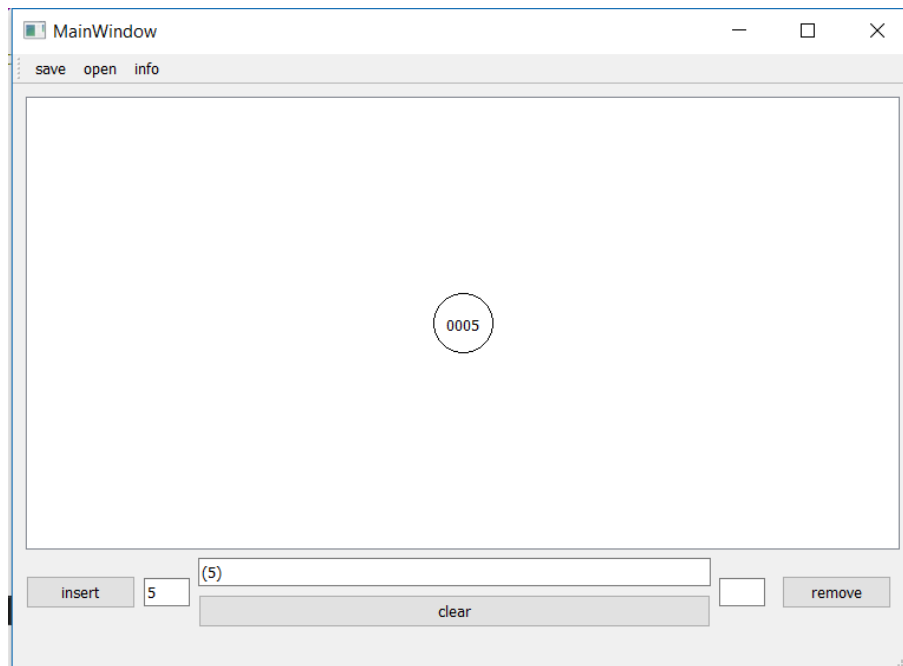 MainWindow
save open info
0005
(5)
insert 5 remove
clear